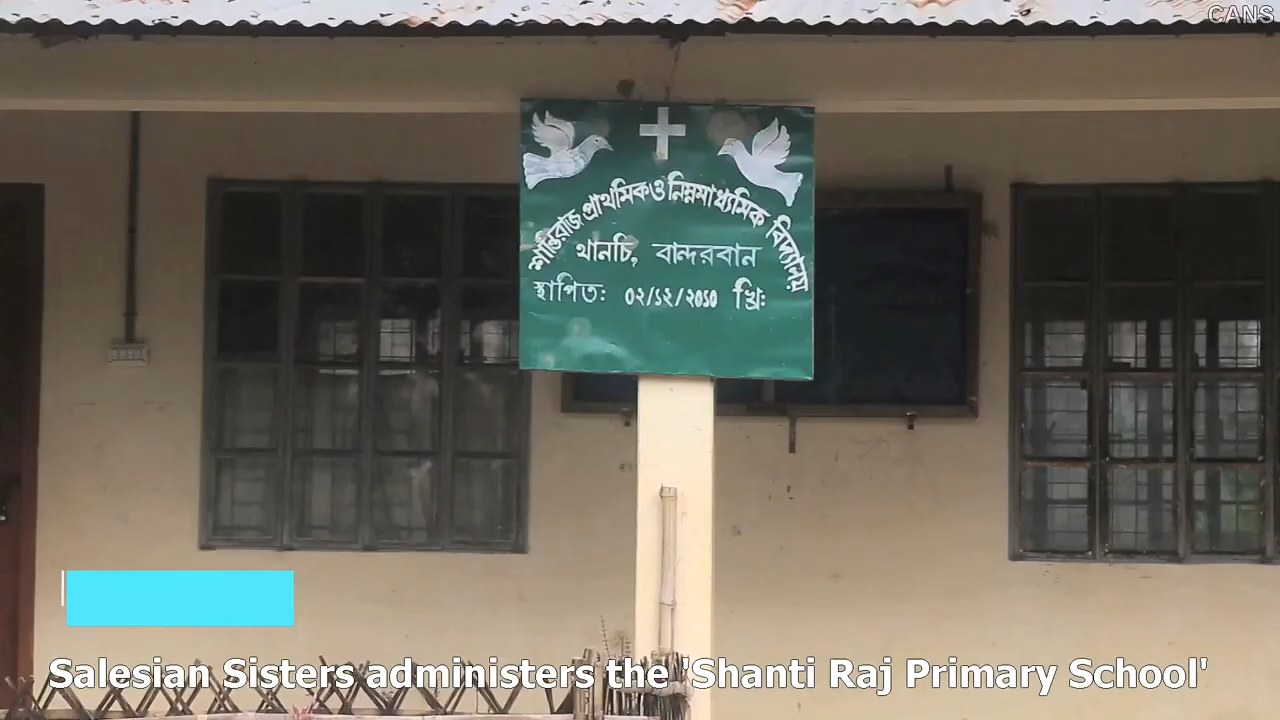 CANS
শান্তিরাজ প্রাথমিক ও নিম্নমাধ্যমিক বিদ্যালয়
থানচি, বান্দরবান
স্থাপিত: ০২/১২/২০১০ খ্রি:
Salesian Sisters administers the 'Shanti Raj Primary School'